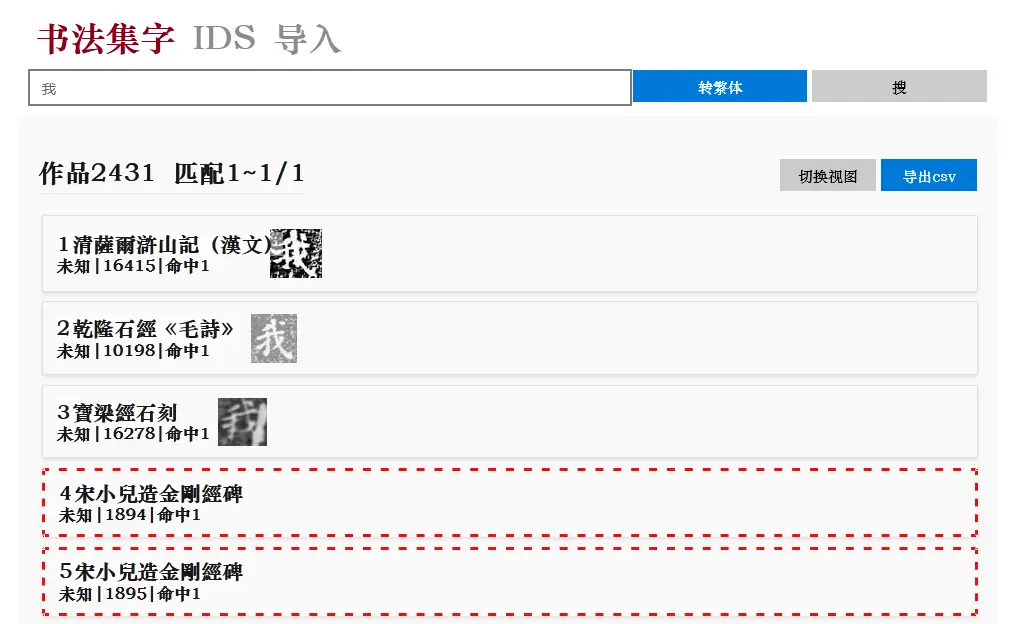 书法集字 IDS 导入
我 转繁体 搜
作品2431 匹配1~1/1 切换视图 导出csv
1清薩爾滸山記（漢文） 我
未知|16415|命中1
2乾隆石經《毛詩》 我
未知|10198|命中1
3寶梁經石刻 我
未知|16278|命中1
4宋小兒造金剛經碑
未知|1894|命中1
5宋小兒造金剛經碑
未知|1895|命中1